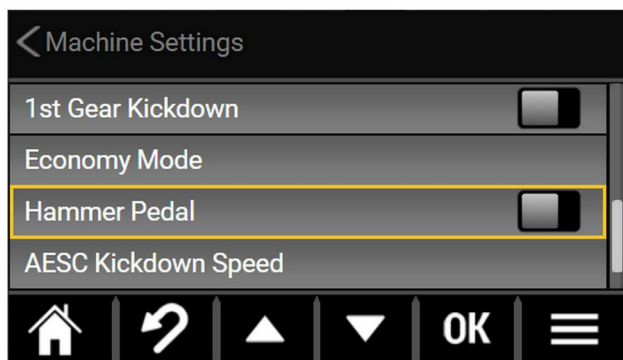 Machine Settings
1st Gear Kickdown
Economy Mode
Hammer Pedal
AESC Kickdown Speed
OK